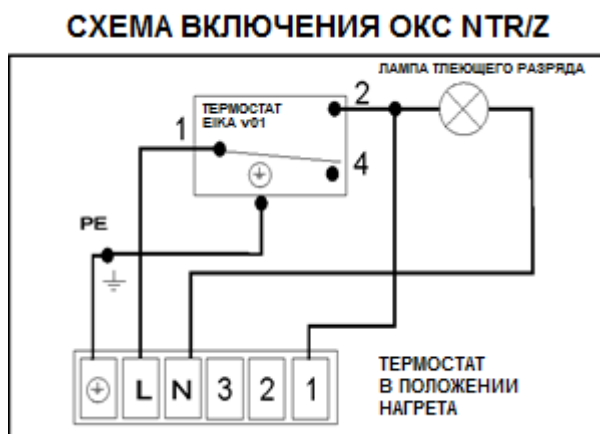 СХЕМА ВКЛЮЧЕНИЯ ОКС NTR/Z
ЛАМПА ТЛЕЮЩЕГО РАЗРЯДА
ТЕРМОСТАТ
EIKA v01
2
1
4
PE
L N 3 2 1
ТЕРМОСТАТ
В ПОЛОЖЕНИИ
НАГРЕТА